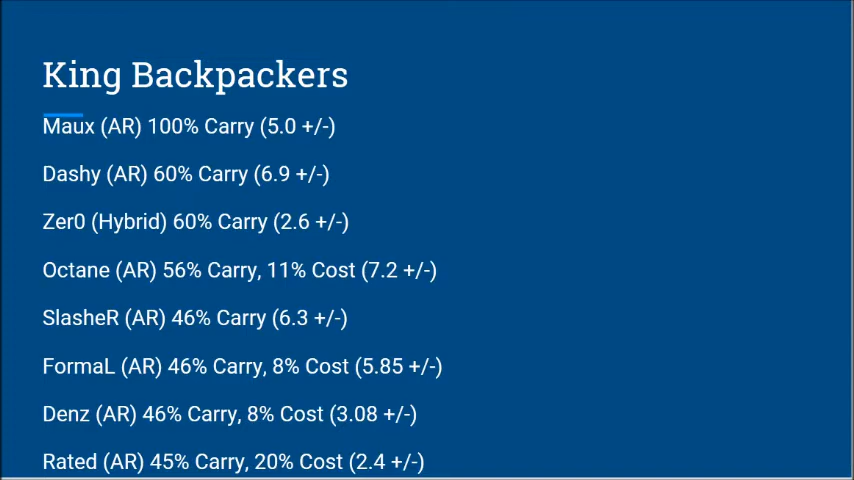 King Backpackers
Maux (AR) 100% Carry (5.0 +/-)
Dashy (AR) 60% Carry (6.9 +/-)
Zer0 (Hybrid) 60% Carry (2.6 +/-)
Octane (AR) 56% Carry, 11% Cost (7.2 +/-)
SlasheR (AR) 46% Carry (6.3 +/-)
FormaL (AR) 46% Carry, 8% Cost (5.85 +/-)
Denz (AR) 46% Carry, 8% Cost (3.08 +/-)
Rated (AR) 45% Carry, 20% Cost (2.4 +/-)